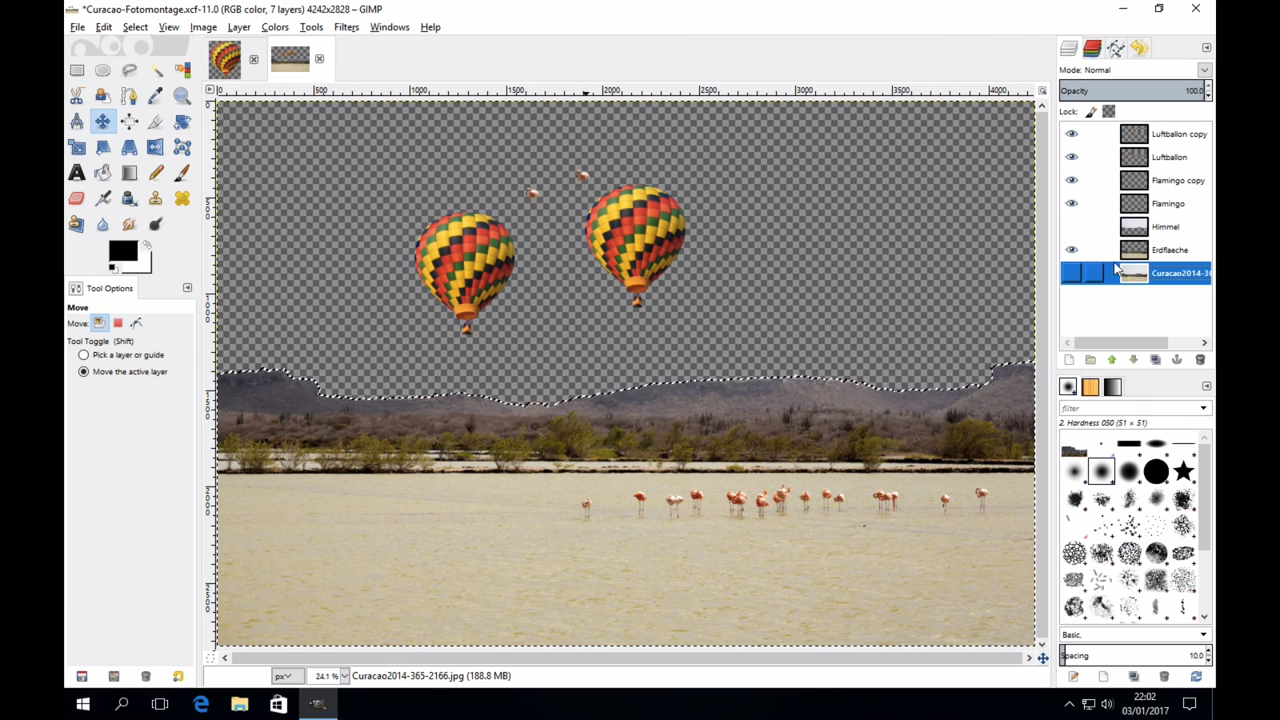 *Curacao-Fotomontage.xcf-11.0 (RGB color, 7 layers) 4242x2828 – GIMP
File Edit Select View Image Layer Colors Tools Filters Windows Help
Mode: Normal
Opacity 100.0
Lock:
0 500 1000 1500 2000 2500 3000 3500 4000
Luftballon copy
Luftballon
Flamingo copy
Flamingo
Himmel
Erdflaeche
Curacao2014-36
Tool Options
Move
Move:
Tool Toggle (Shift)
Pick a layer or guide
Move the active layer
filter
2. Hardness 050 (51 × 51)
Basic,
Spacing 10.0
px 24.1 % Curacao2014-365-2166.jpg (188.8 MB)
22:02
03/01/2017